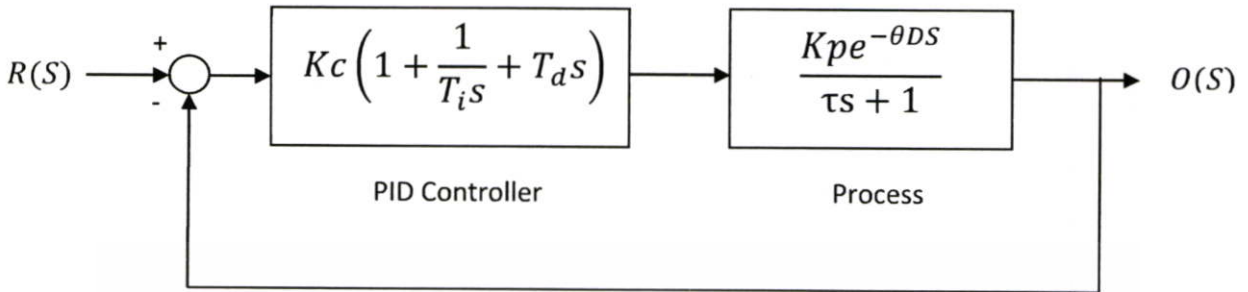 +
R(S)
-
Kc(1 + 1/(T_i s) + T_d s)
Kpe^{-θDS}
τs + 1
O(S)
PID Controller
Process